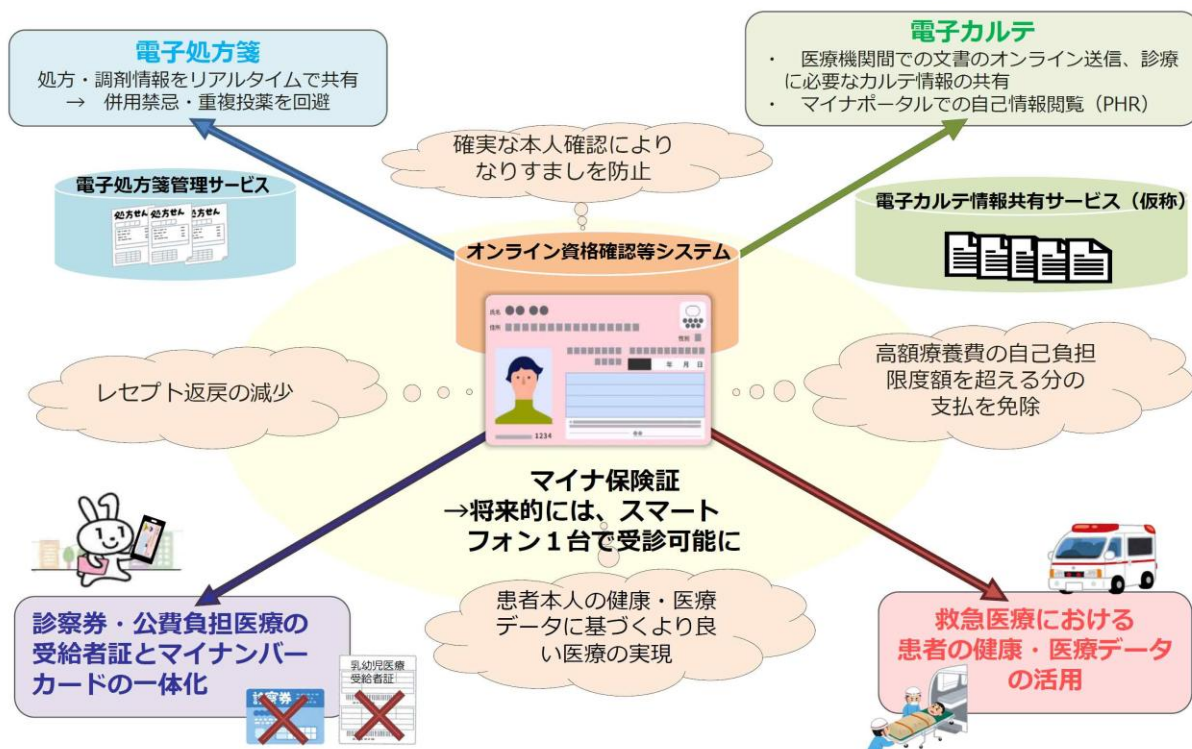 電子処方箋
処方・調剤情報をリアルタイムで共有
→ 併用禁忌・重複投薬を回避
電子カルテ
・ 医療機関間での文書のオンライン送信、診療
に必要なカルテ情報の共有
・ マイナポータルでの自己情報閲覧（PHR）
確実な本人確認により
なりすましを防止
電子処方箋管理サービス
処方せん
処方せん
処方せん
電子カルテ情報共有サービス（仮称）
オンライン資格確認等システム
氏名
住所
性別
年 月 日
1234
レセプト返戻の減少
高額療養費の自己負担
限度額を超える分の
支払を免除
マイナ保険証
→将来的には、スマート
フォン１台で受診可能に
患者本人の健康・医療
データに基づくより良
い医療の実現
診察券・公費負担医療の
受給者証とマイナンバー
カードの一体化
診察券
乳幼児医療
受給者証
救急医療における
患者の健康・医療データ
の活用